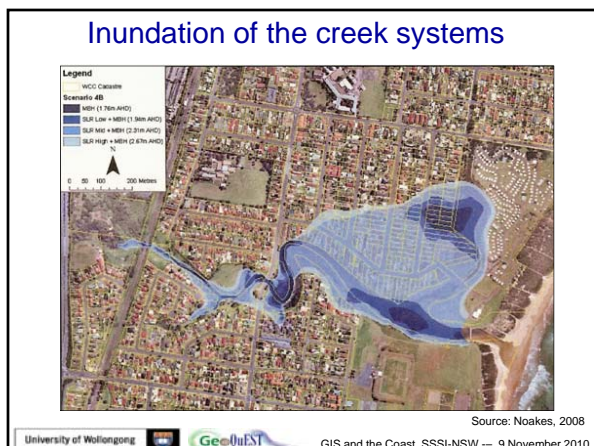 Inundation of the creek systems
Legend
WCC Cadastre
Scenario 4B
MBH (1.76m AHD)
SLR Low + MBH (1.94m AHD)
SLR Mid + MBH (2.31m AHD)
SLR High + MBH (2.67m AHD)
N
0 50 100 200 Metres
Source: Noakes, 2008
University of Wollongong
GeoQuEST
GIS and the Coast, SSSI-NSW --- 9 November 2010